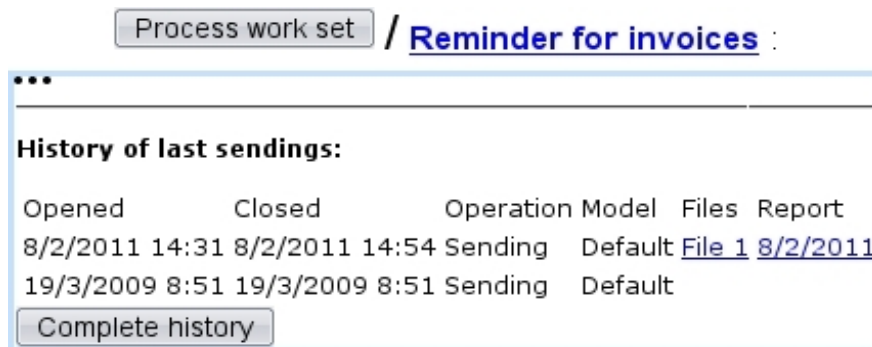 Process work set / Reminder for invoices :
...
History of last sendings:
Opened Closed Operation Model Files Report
8/2/2011 14:31 8/2/2011 14:54 Sending Default File 1 8/2/2011
19/3/2009 8:51 19/3/2009 8:51 Sending Default
Complete history